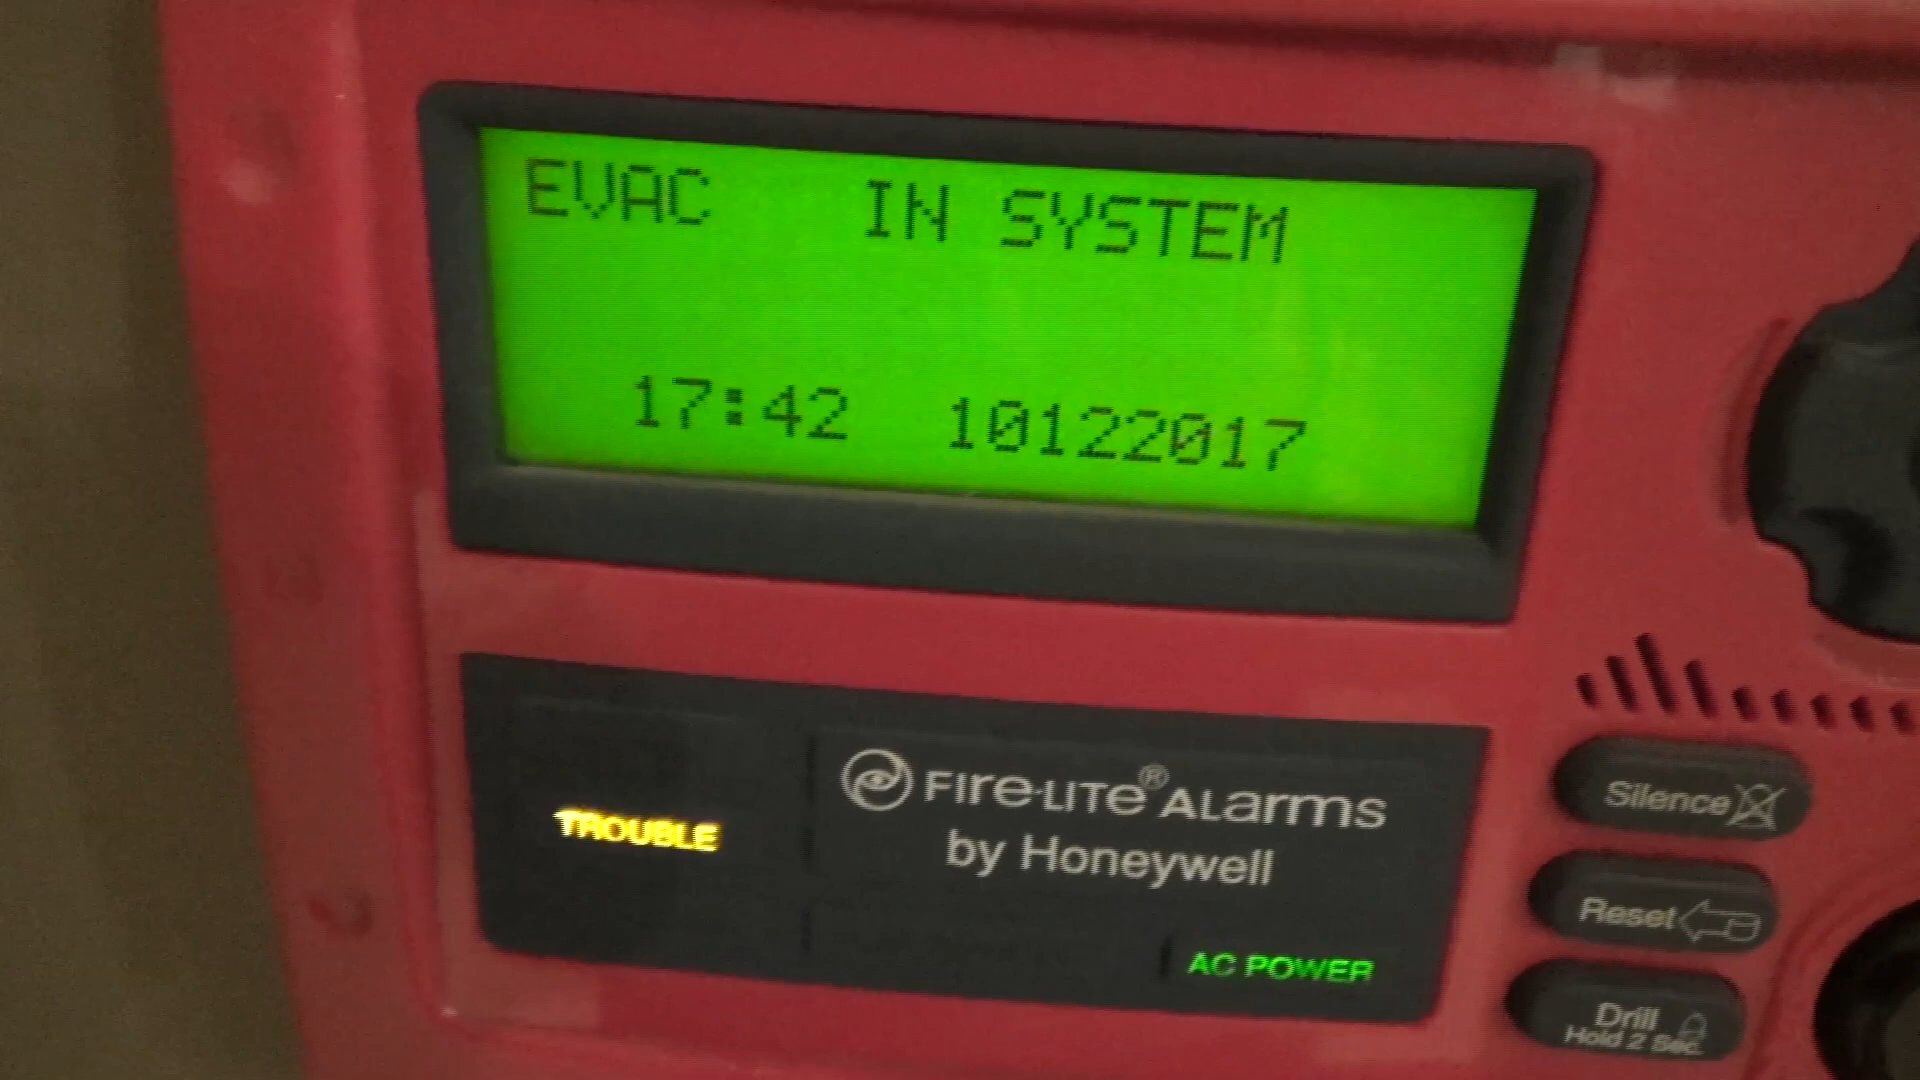 EVAC IN SYSTEM
17:42 10122017
TROUBLE
FIRE-LITE® ALARMS
by Honeywell
AC POWER
Silence
Reset
Drill
Hold 2 Sec.